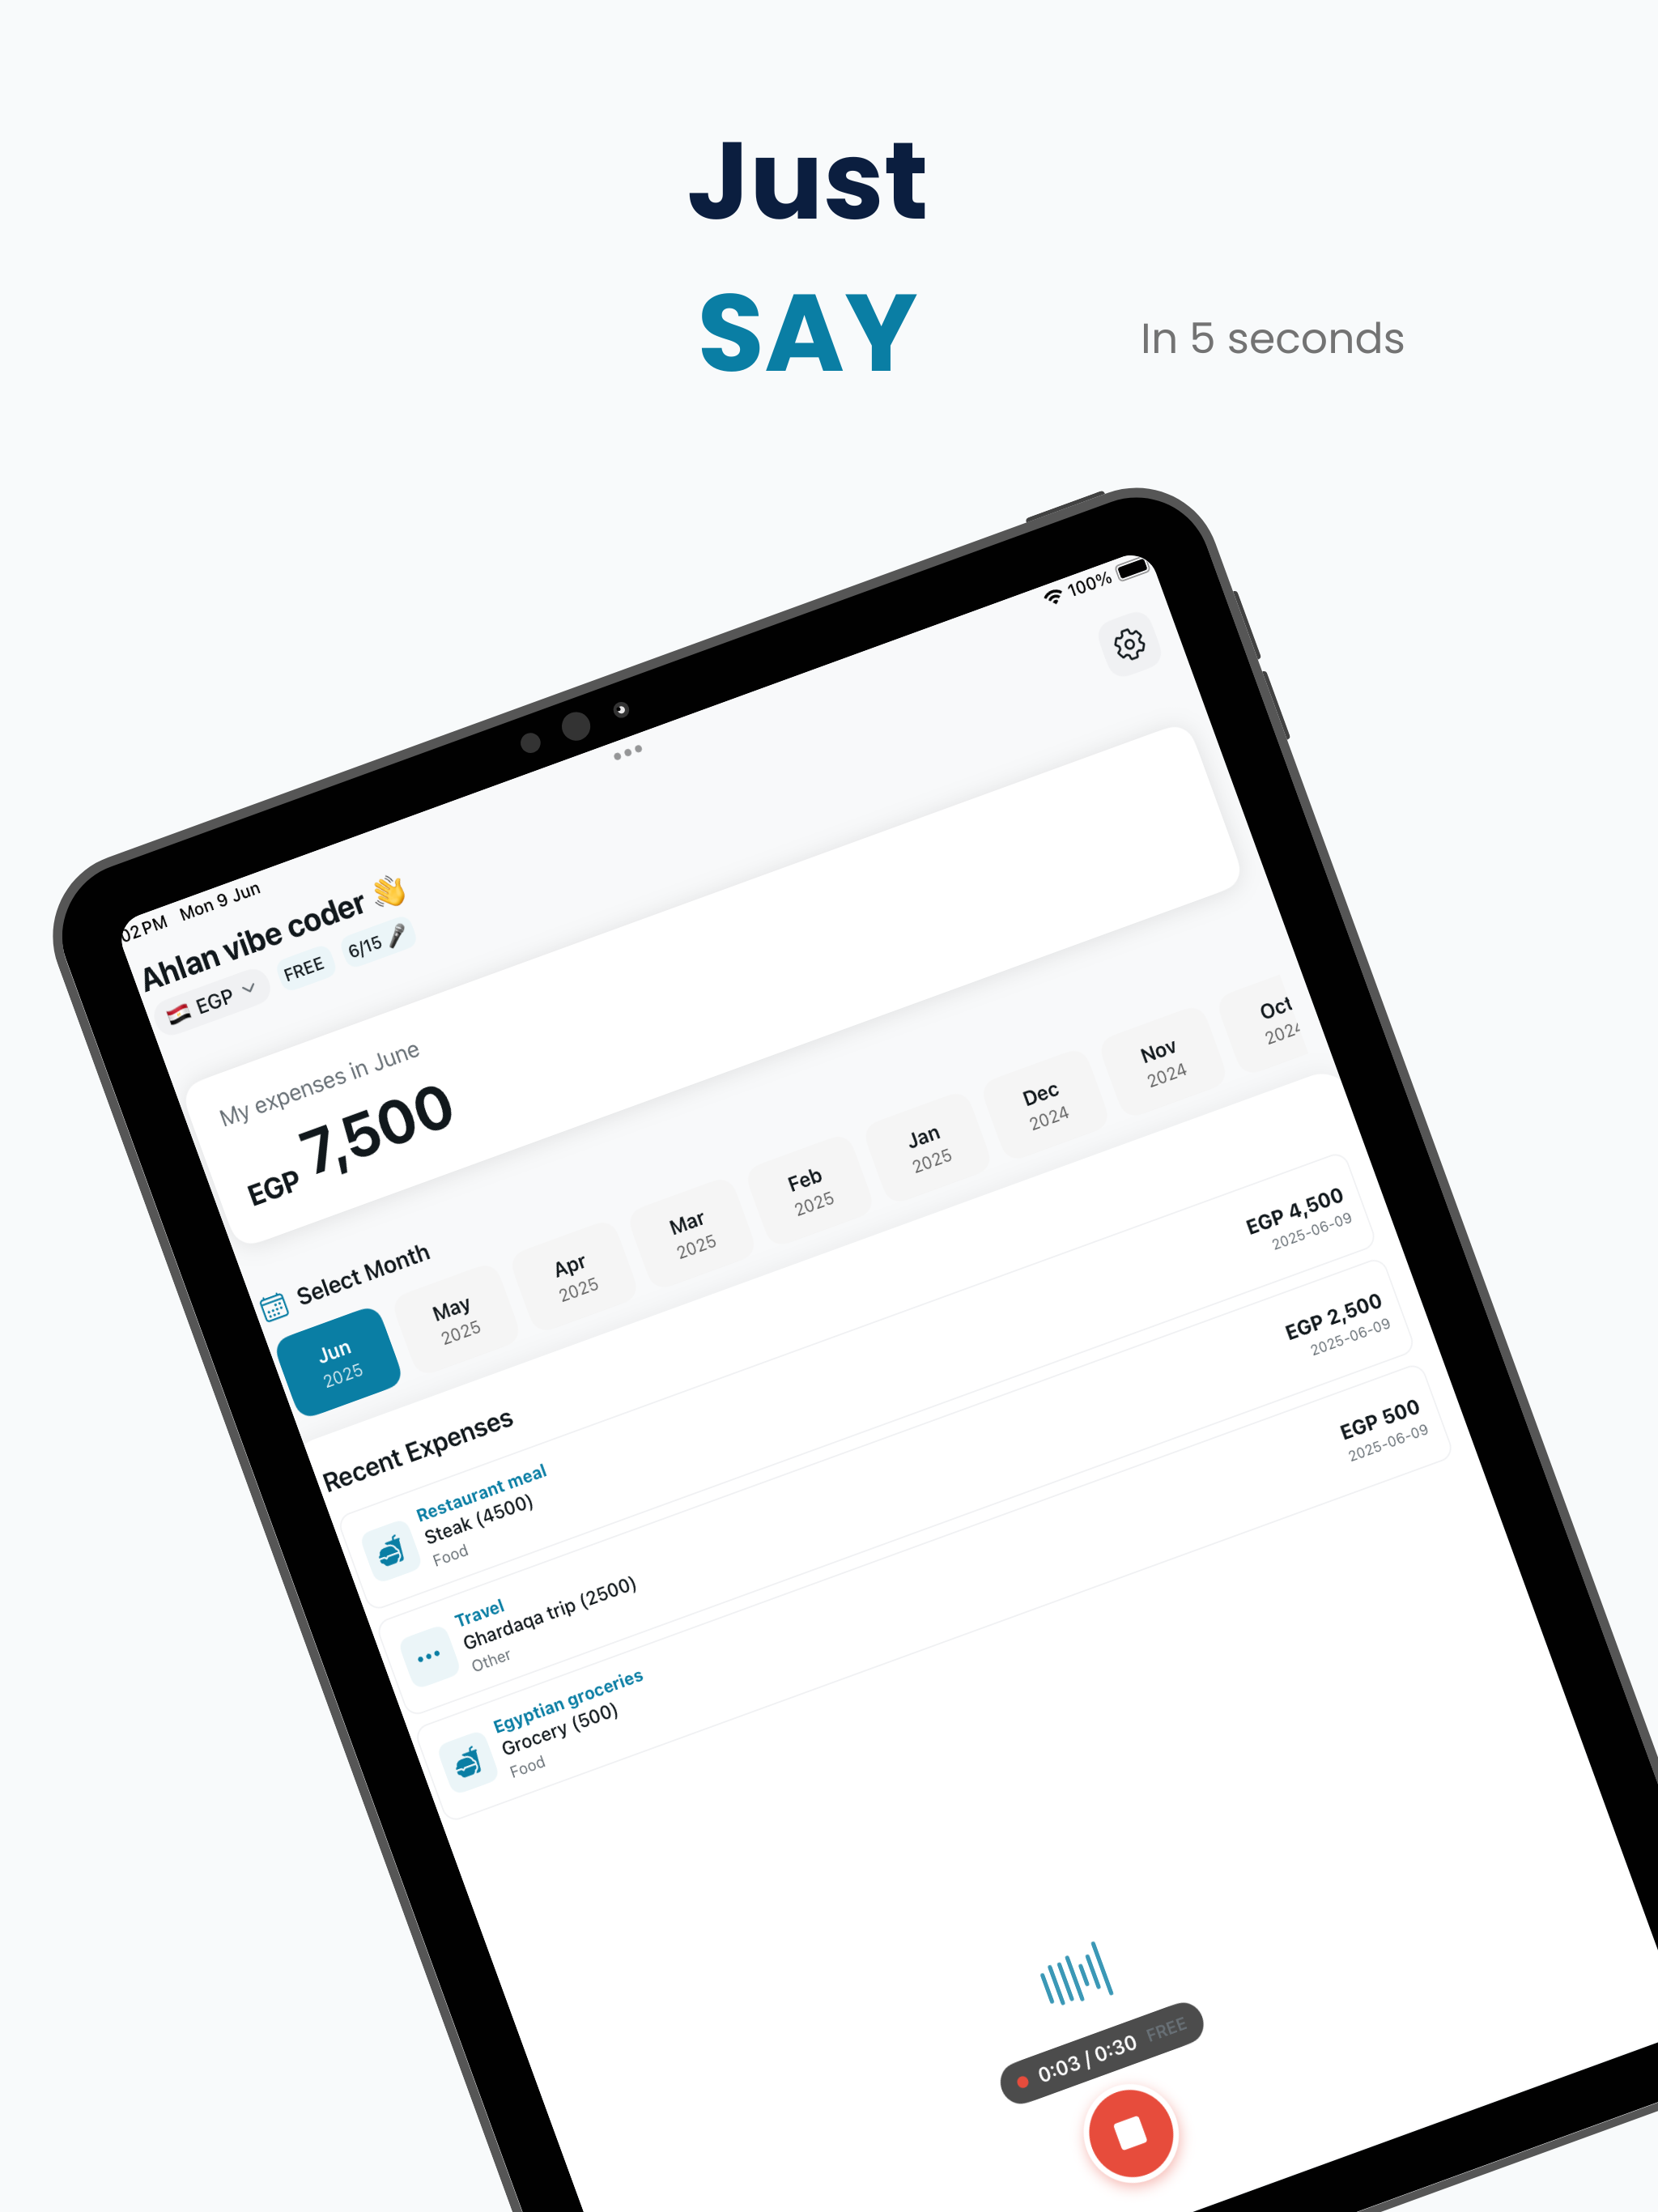 Just
SAY
In 5 seconds
02 PM Mon 9 Jun
100%
Ahlan vibe coder 👋
EGP FREE 6/15
My expenses in June
EGP 7,500
Select Month
Jun
2025
May
2025
Apr
2025
Mar
2025
Feb
2025
Jan
2025
Dec
2024
Nov
2024
Oct
2024
Recent Expenses
Restaurant meal
Steak (4500)
Food
EGP 4,500
2025-06-09
Travel
Ghardaqa trip (2500)
Other
EGP 2,500
2025-06-09
Egyptian groceries
Grocery (500)
Food
EGP 500
2025-06-09
0:03 / 0:30 FREE